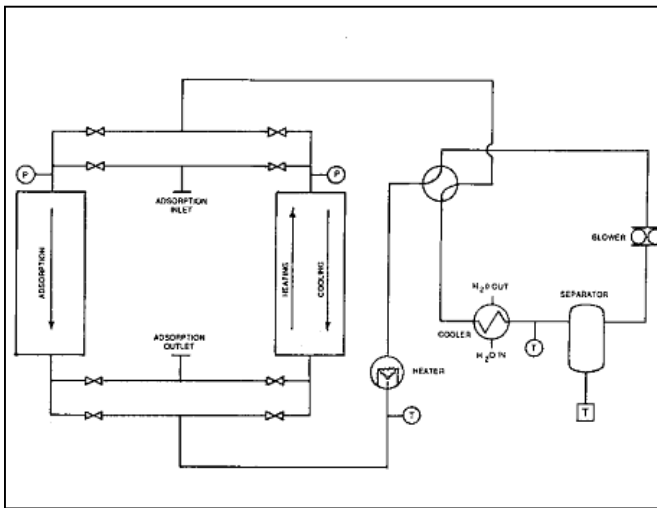 P
P
ADSORPTION
INLET
BLOWER
ADSORPTION
HEATING
COOLING
H₂O OUT
SEPARATOR
ADSORPTION
OUTLET
COOLER
T
H₂O IN
HEATER
T
T